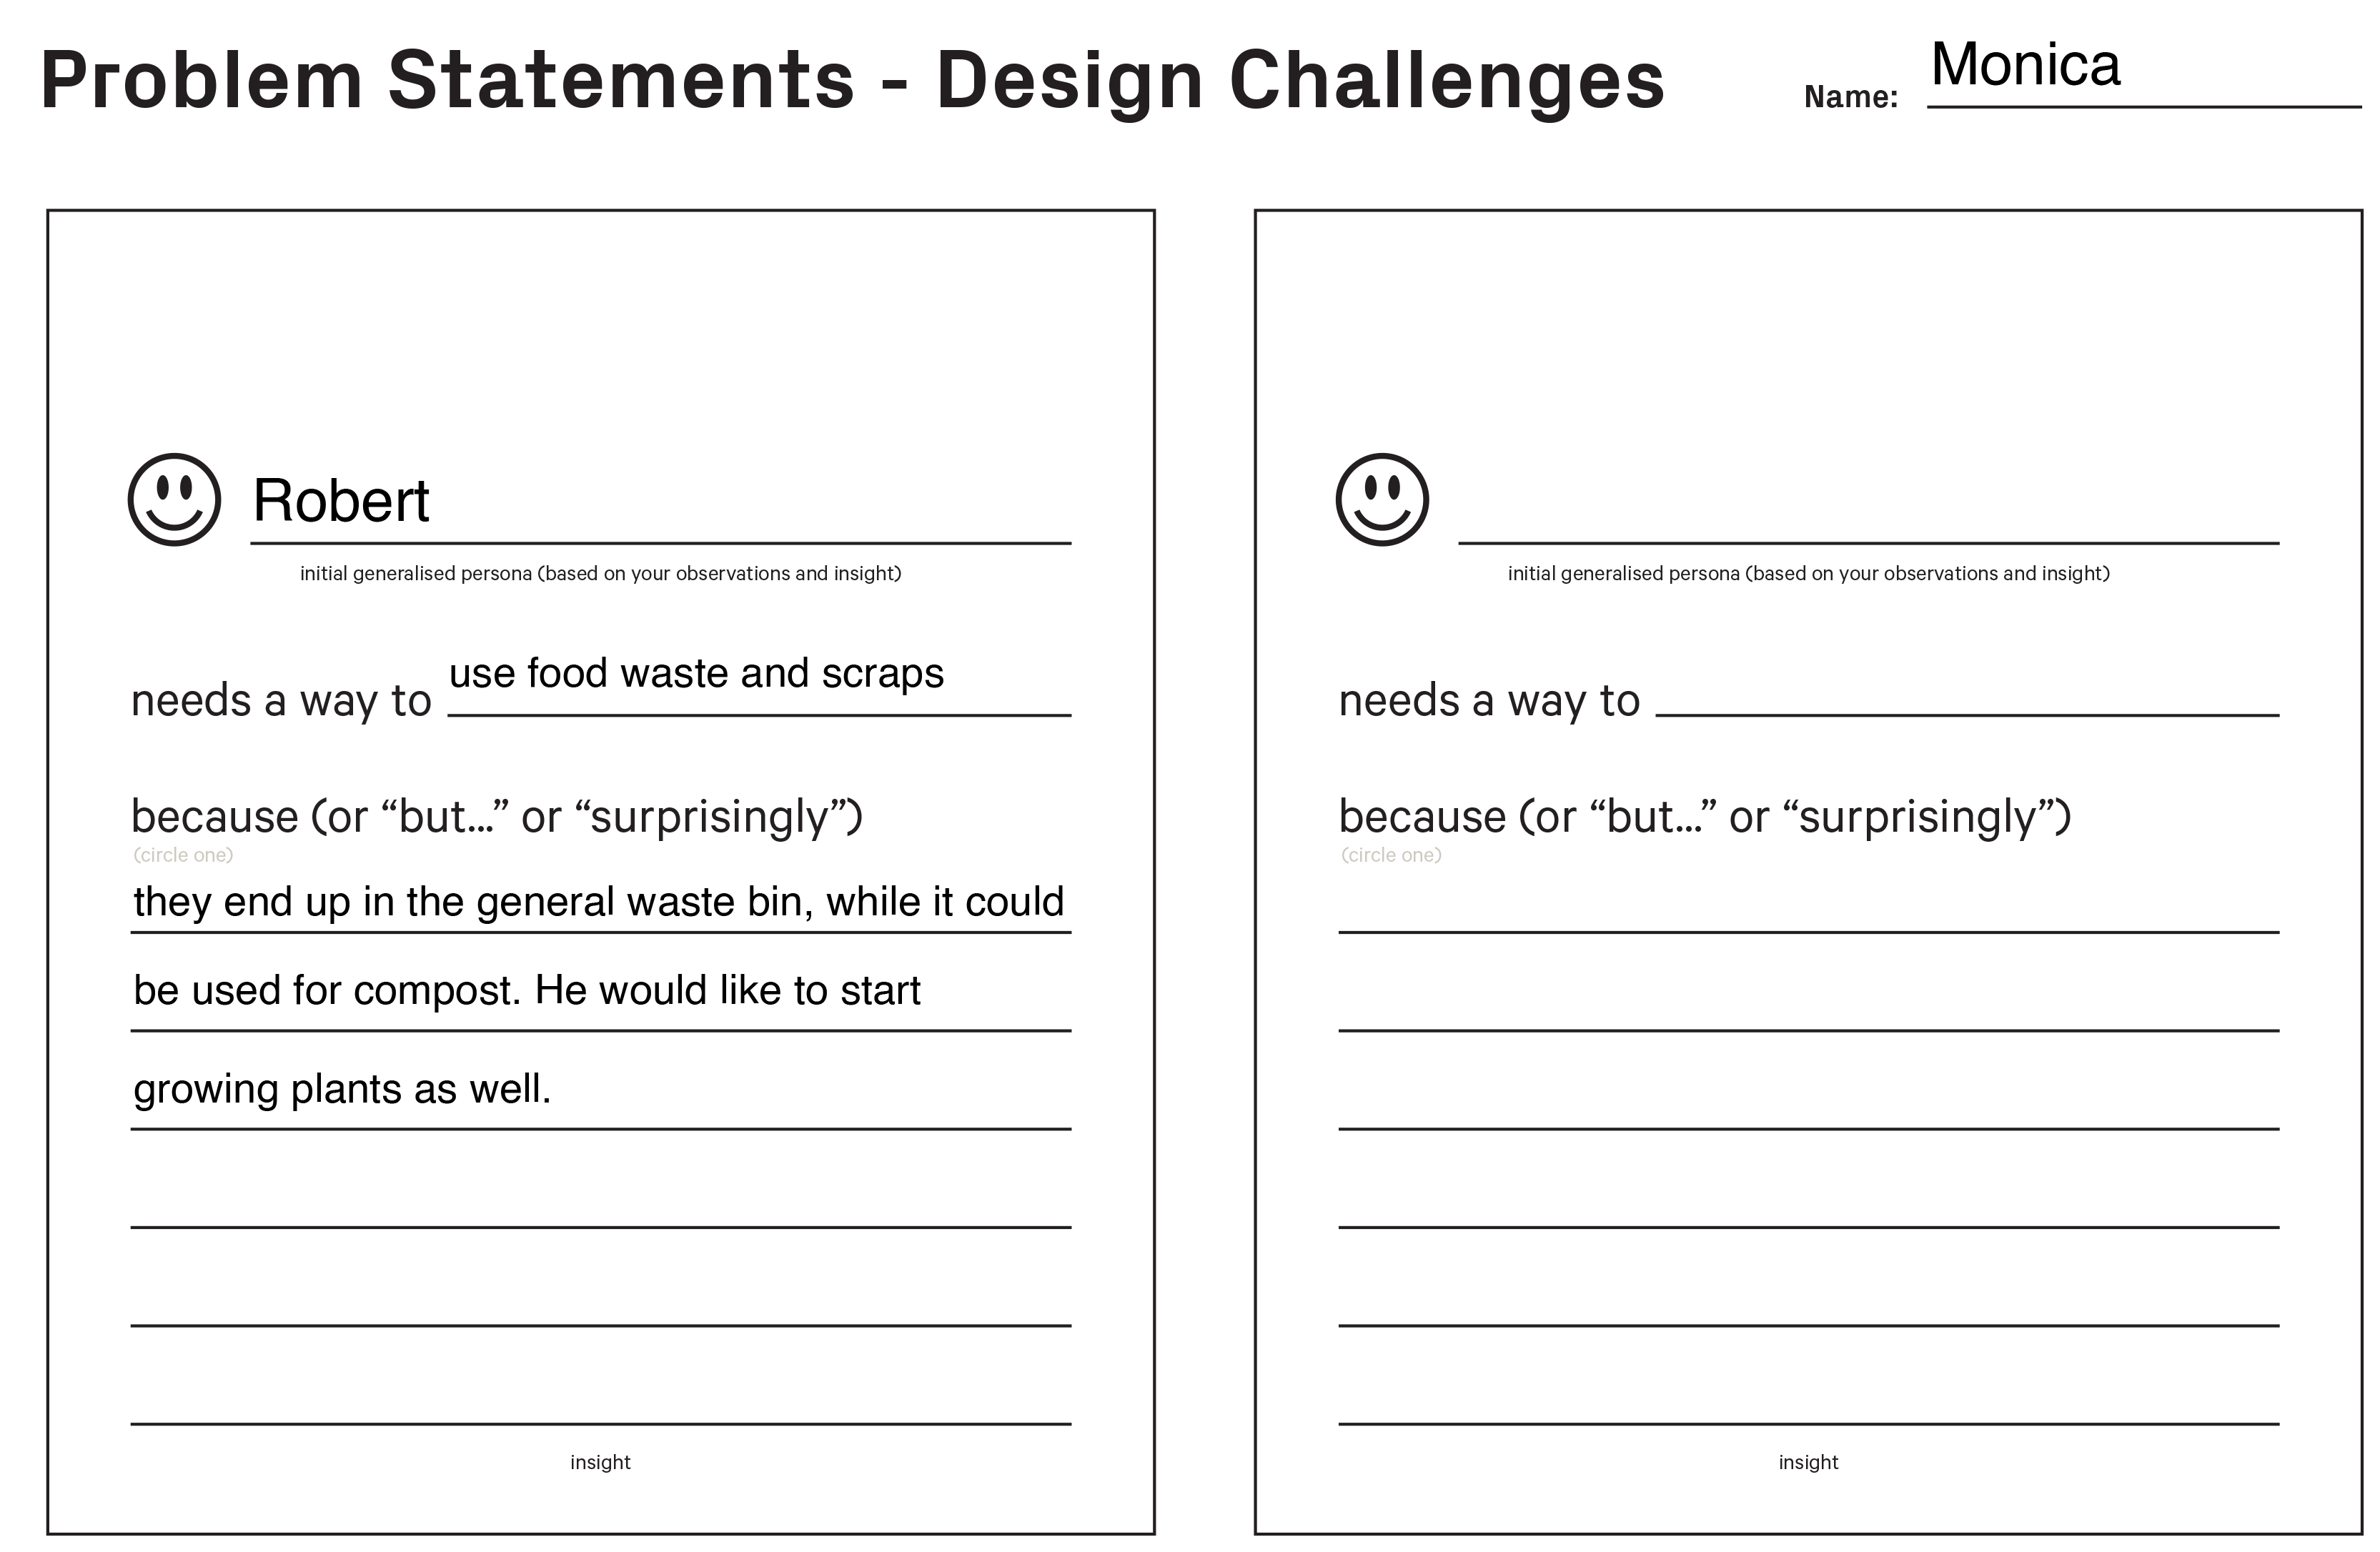 Problem Statements - Design Challenges
Name: Monica
Robert
initial generalised persona (based on your observations and insight)
needs a way to use food waste and scraps
because (or “but...” or “surprisingly”)
(circle one)
they end up in the general waste bin, while it could
be used for compost. He would like to start
growing plants as well.
insight
initial generalised persona (based on your observations and insight)
needs a way to
because (or “but...” or “surprisingly”)
(circle one)
insight